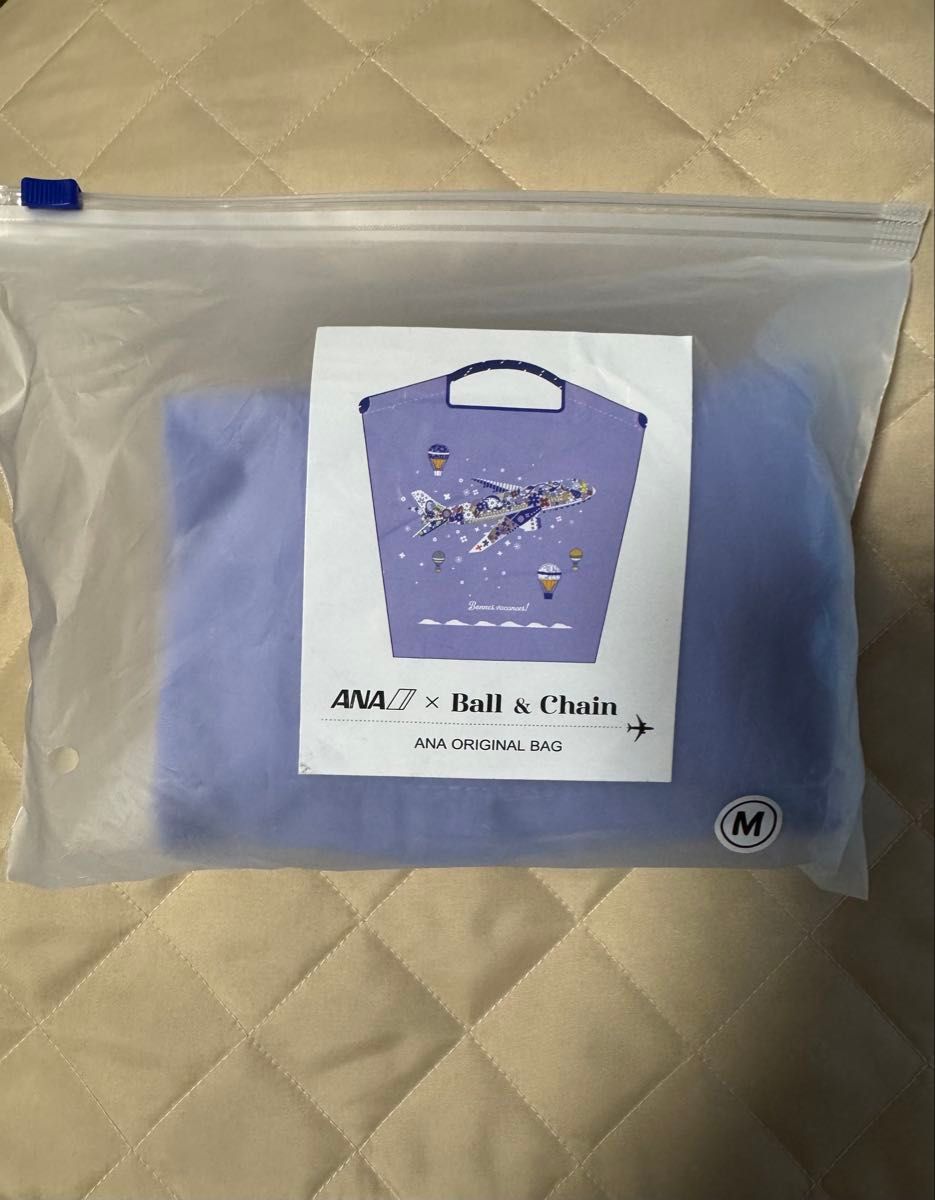 Bonnes vacances!
ANA × Ball & Chain
ANA ORIGINAL BAG
M